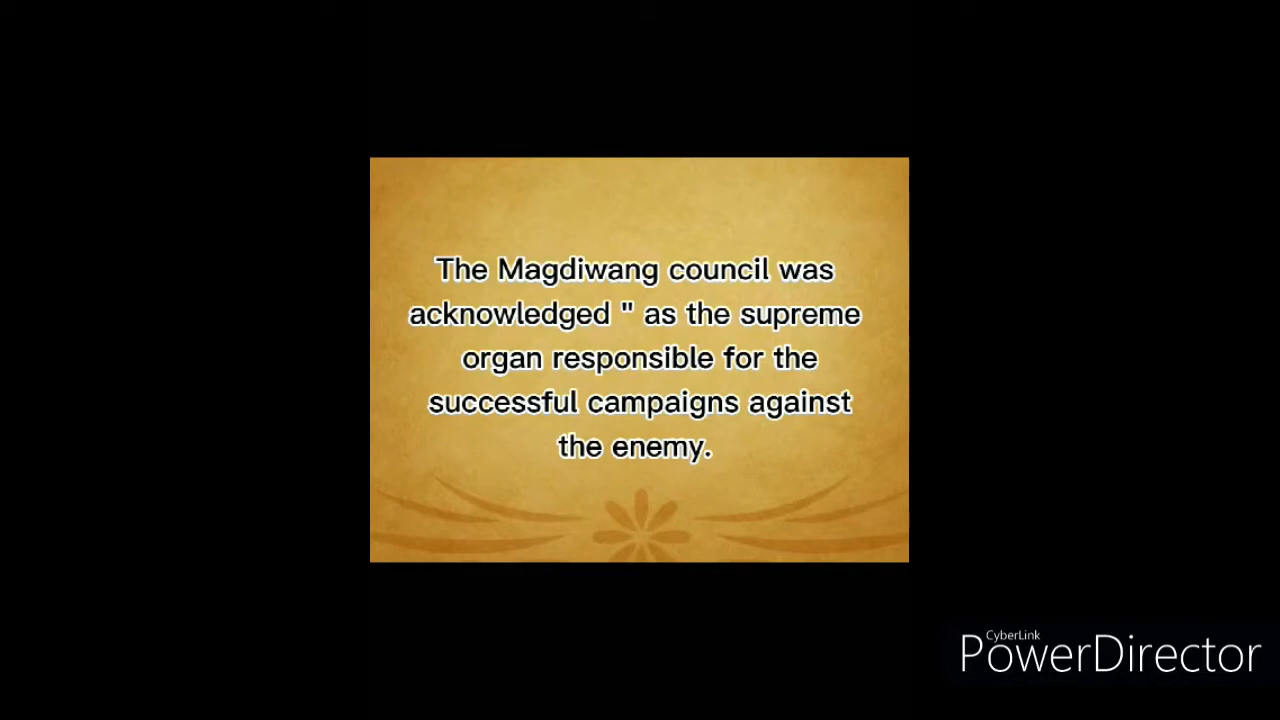 The Magdiwang council was
acknowledged " as the supreme
organ responsible for the
successful campaigns against
the enemy.
CyberLink
PowerDirector